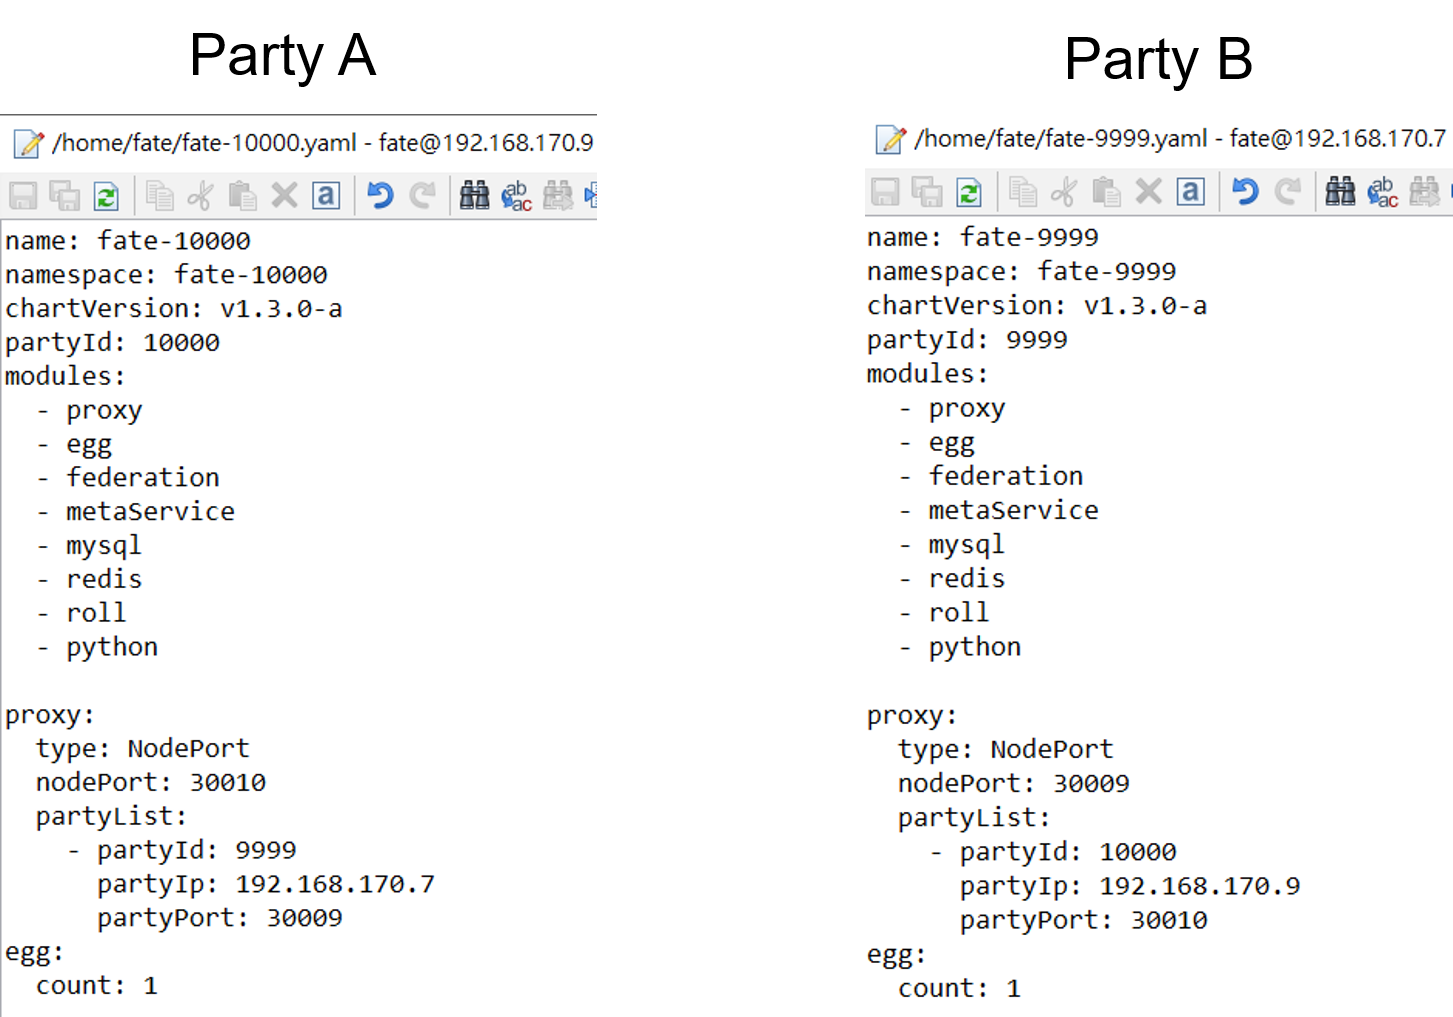 Party A
/home/fate/fate-10000.yaml - fate@192.168.170.9
a
ab
ac
name: fate-10000
namespace: fate-10000
chartVersion: v1.3.0-a
partyId: 10000
modules:
  - proxy
  - egg
  - federation
  - metaService
  - mysql
  - redis
  - roll
  - python
proxy:
  type: NodePort
  nodePort: 30010
  partyList:
    - partyId: 9999
      partyIp: 192.168.170.7
      partyPort: 30009
egg:
  count: 1
Party B
/home/fate/fate-9999.yaml - fate@192.168.170.7
a
ab
ac
name: fate-9999
namespace: fate-9999
chartVersion: v1.3.0-a
partyId: 9999
modules:
  - proxy
  - egg
  - federation
  - metaService
  - mysql
  - redis
  - roll
  - python
proxy:
  type: NodePort
  nodePort: 30009
  partyList:
    - partyId: 10000
      partyIp: 192.168.170.9
      partyPort: 30010
egg:
  count: 1